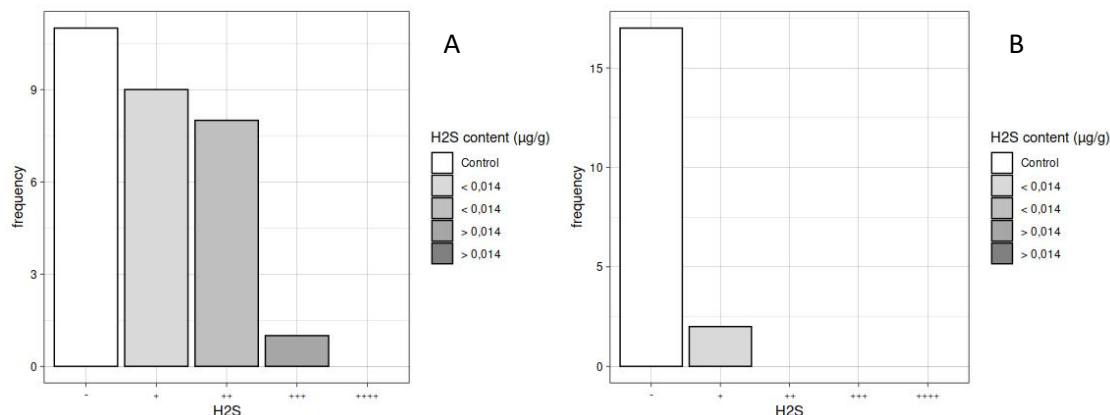 A
frequency
9
6
3
0
-
+
++
+++
++++
H2S
H2S content (µg/g)
Control
< 0,014
< 0,014
> 0,014
> 0,014
B
frequency
15
10
5
0
-
+
++
+++
++++
H2S
H2S content (µg/g)
Control
< 0,014
< 0,014
> 0,014
> 0,014